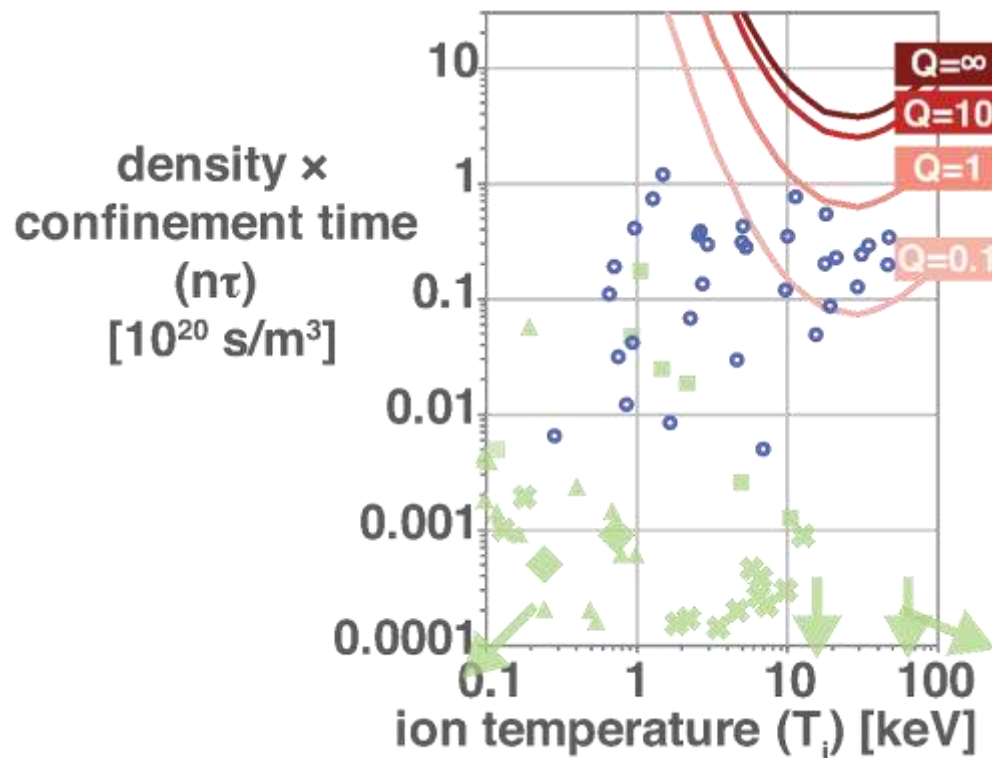 density ×
confinement time
(nτ)
[10²⁰ s/m³]
10
1
0.1
0.01
0.001
0.0001
Q=∞
Q=10
Q=1
Q=0.1
0.1 1 10 100
ion temperature (Tᵢ) [keV]